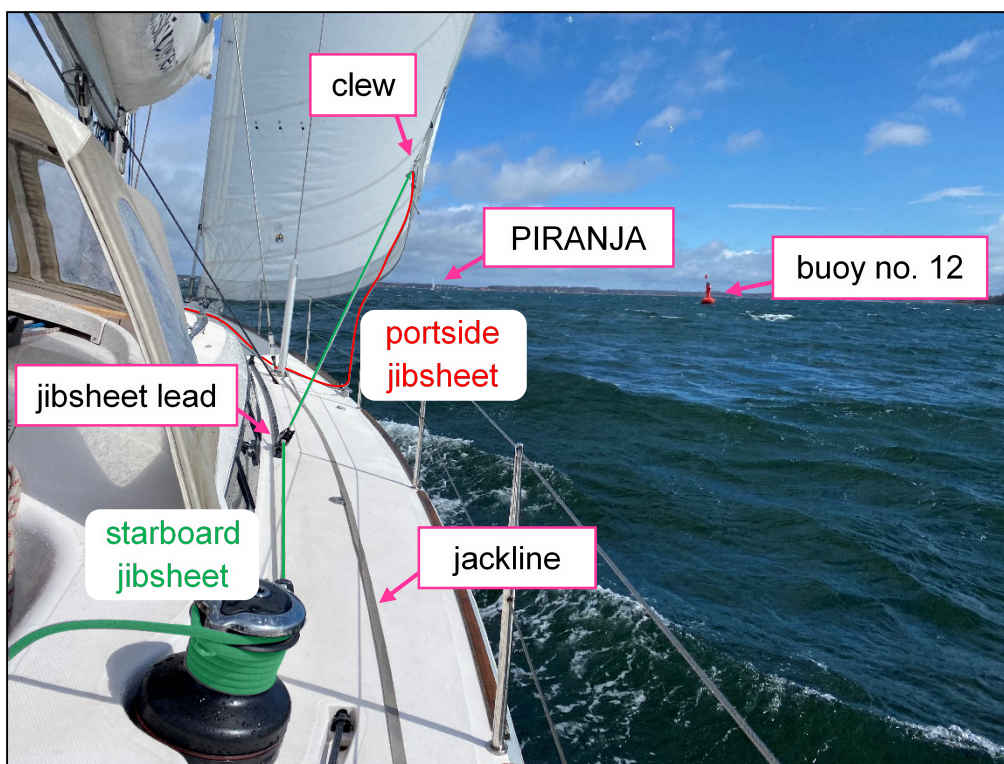 clew
PIRANJA
buoy no. 12
portside
jibsheet
jibsheet lead
starboard
jibsheet
jackline